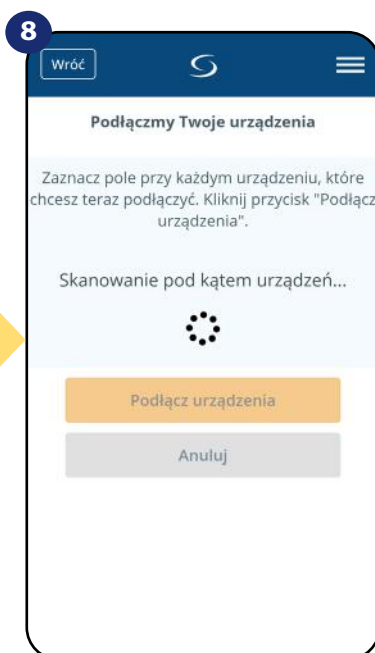 8
Wróć
Podłączmy Twoje urządzenia
Zaznacz pole przy każdym urządzeniu, które
chcesz teraz podłączyć. Kliknij przycisk "Podłącz
urządzenia".
Skanowanie pod kątem urządzeń...
Podłącz urządzenia
Anuluj